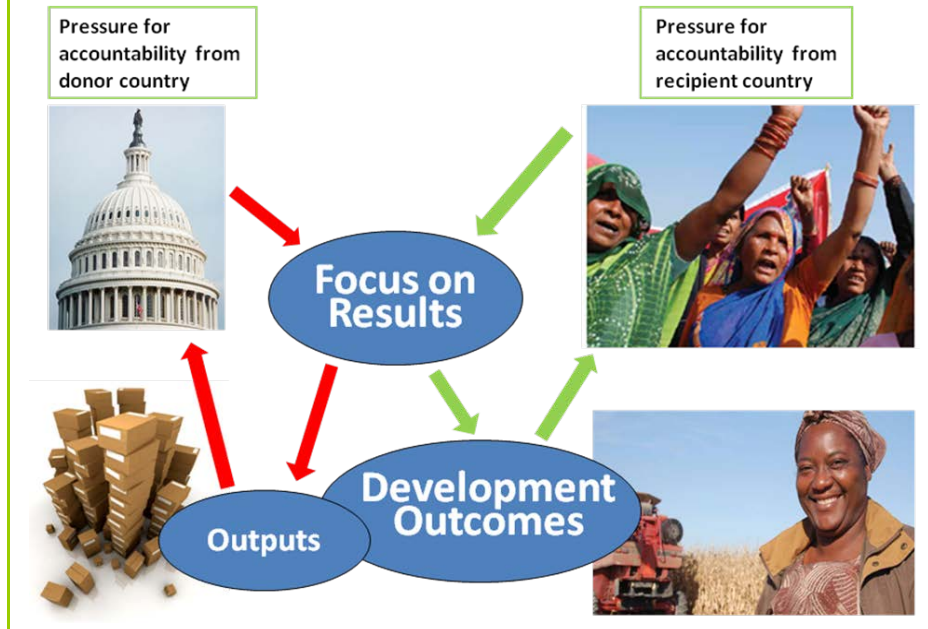 Pressure for
accountability from
donor country
Pressure for
accountability from
recipient country
Focus on
Results
Development
Outcomes
Outputs